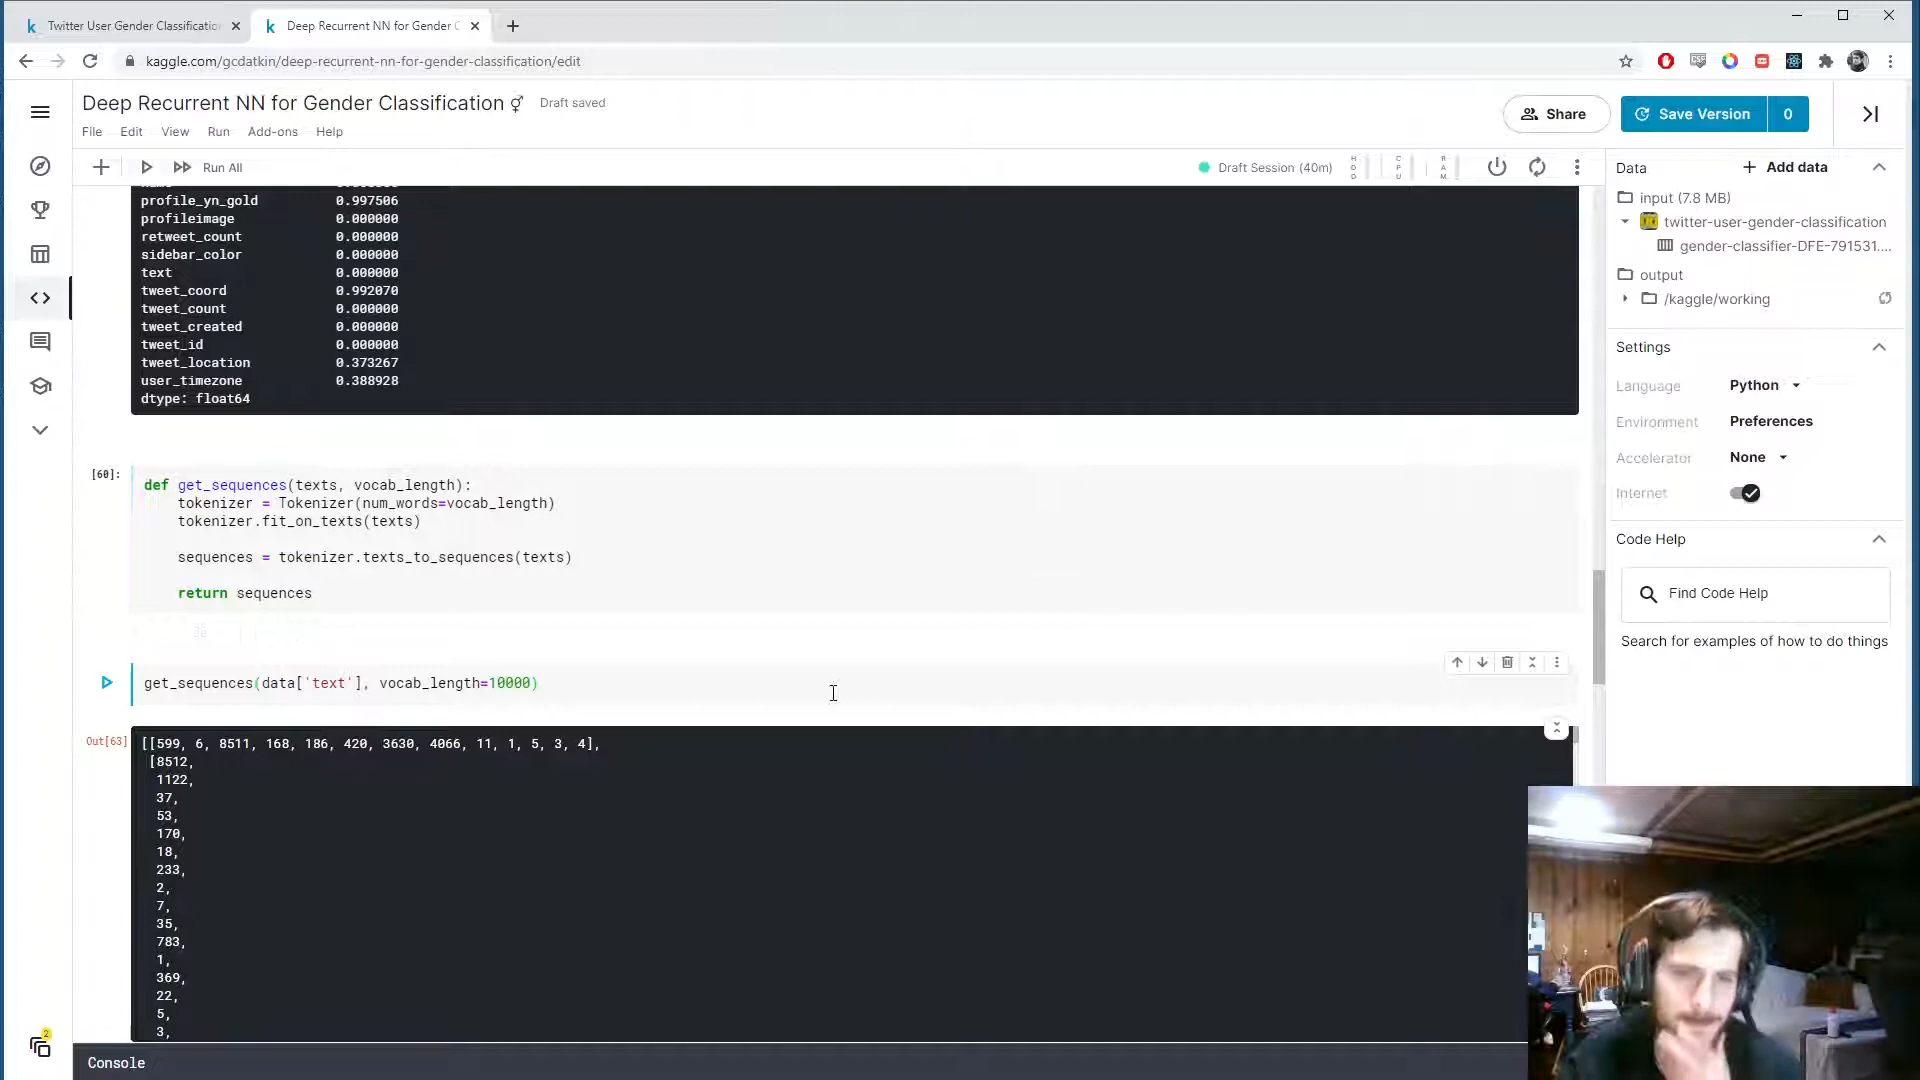 Twitter User Gender Classification
Deep Recurrent NN for Gender C
kaggle.com/gcdatkin/deep-recurrent-nn-for-gender-classification/edit
Deep Recurrent NN for Gender Classification
Draft saved
Share
Save Version
0
File
Edit
View
Run
Add-ons
Help
Run All
Draft Session (40m)
HDD
CPU
RAM
profile_yn_gold 0.997506
profileimage 0.000000
retweet_count 0.000000
sidebar_color 0.000000
text 0.000000
tweet_coord 0.992070
tweet_count 0.000000
tweet_created 0.000000
tweet_id 0.000000
tweet_location 0.373267
user_timezone 0.388928
dtype: float64
[60]:
def get_sequences(texts, vocab_length):
tokenizer = Tokenizer(num_words=vocab_length)
tokenizer.fit_on_texts(texts)
sequences = tokenizer.texts_to_sequences(texts)
return sequences
get_sequences(data['text'], vocab_length=10000)
Out[63]
[[599, 6, 8511, 168, 186, 420, 3630, 4066, 11, 1, 5, 3, 4],
[8512,
1122,
37,
53,
170,
18,
233,
2,
7,
35,
783,
1,
369,
22,
5,
3,
Console
2
Data
Add data
input (7.8 MB)
twitter-user-gender-classification
gender-classifier-DFE-791531....
output
/kaggle/working
Settings
Language Python
Environment Preferences
Accelerator None
Internet
Code Help
Find Code Help
Search for examples of how to do things